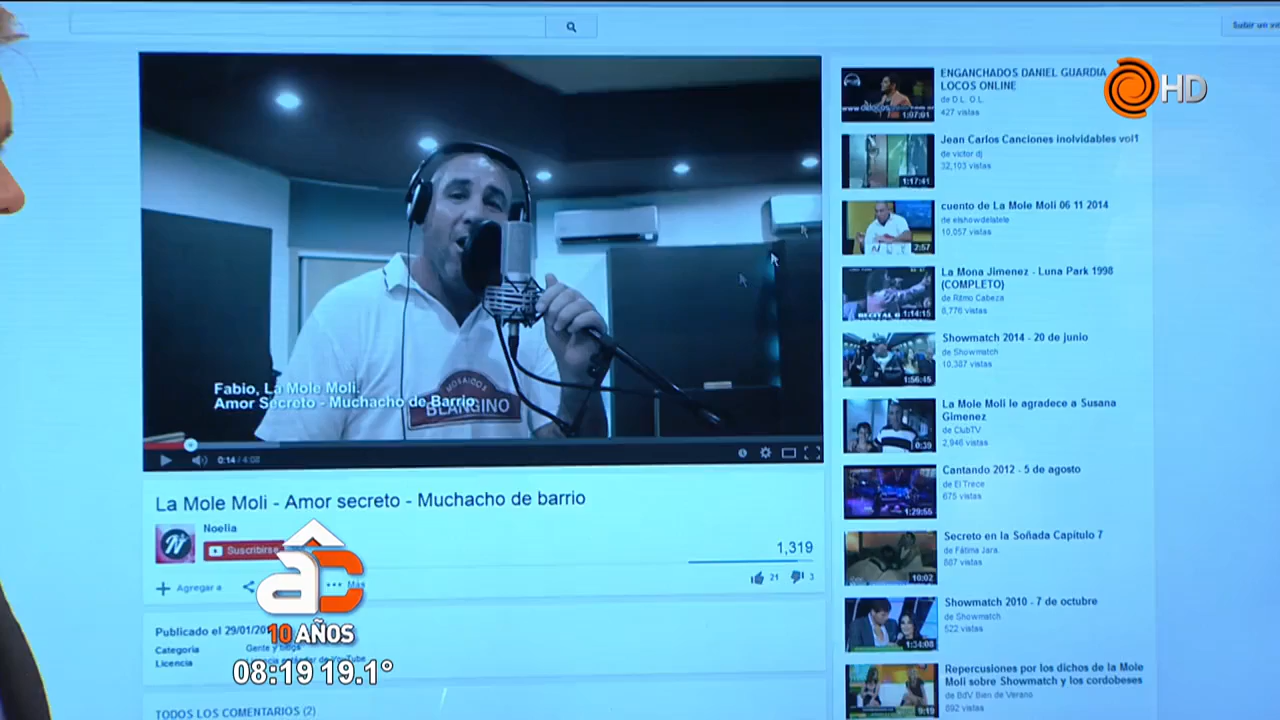 Subir un
ENGANCHADOS DANIEL GUARDIA
LOCOS ONLINE
de D.L. O.L.
427 vistas
1:07:01
HD
Jean Carlos Canciones inolvidables vol1
de victor dj
32,103 vistas
1:17:41
cuento de La Mole Moli 06 11 2014
de elshowdelatele
10,057 vistas
2:57
La Mona Jimenez - Luna Park 1998
(COMPLETO)
de Ritmo Cabeza
8,776 vistas
1:14:15
Showmatch 2014 - 20 de junio
de Showmatch
10,387 vistas
1:56:45
La Mole Moli le agradece a Susana
Gimenez
de ClubTV
2,946 vistas
0:39
Cantando 2012 - 5 de agosto
de El Trece
675 vistas
1:29:55
Secreto en la Soñada Capítulo 7
de Fátima Jara.
887 vistas
10:02
Showmatch 2010 - 7 de octubre
de Showmatch
522 vistas
1:34:08
Repercusiones por los dichos de la Mole
Moli sobre Showmatch y los cordobeses
de BdV Bien de Verano
892 vistas
9:19
MOSAICOS
BLANGINO
Fabio, La Mole Moli.
Amor Secreto - Muchacho de Barrio
0:14 / 4:08
La Mole Moli - Amor secreto - Muchacho de barrio
Noelia
Suscribirse
1,319
Agregar a
Más
21
3
Publicado el 29/01/201
Categoría Gente y blogs
Licencia de YouTube
TODOS LOS COMENTARIOS (2)
aC
10 AÑOS
08:19 19.1°